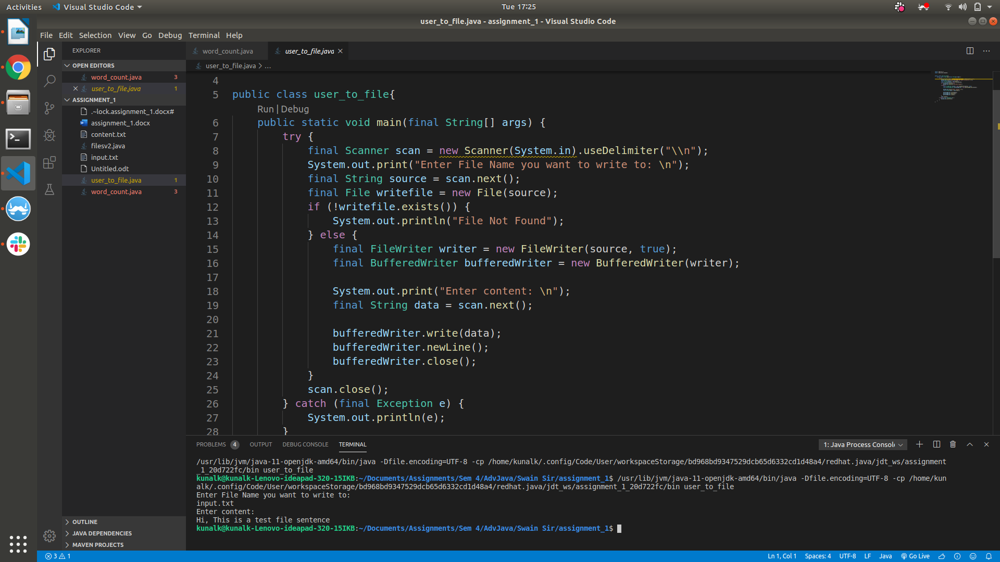 Activities Visual Studio Code Tue 17:25
user_to_file.java - assignment_1 - Visual Studio Code
File Edit Selection View Go Debug Terminal Help
EXPLORER
OPEN EDITORS
word_count.java 3
user_to_file.java 1
ASSIGNMENT_1
.~lock.assignment_1.docx#
assignment_1.docx
content.txt
filesv2.java
input.txt
Untitled.odt
user_to_file.java 1
word_count.java 3
OUTLINE
JAVA DEPENDENCIES
MAVEN PROJECTS
word_count.java user_to_file.java
user_to_file.java > ...
4
5 public class user_to_file{
Run | Debug
6 public static void main(final String[] args) {
7 try {
8 final Scanner scan = new Scanner(System.in).useDelimiter("\\n");
9 System.out.print("Enter File Name you want to write to: \n");
10 final String source = scan.next();
11 final File writefile = new File(source);
12 if (!writefile.exists()) {
13 System.out.println("File Not Found");
14 } else {
15 final FileWriter writer = new FileWriter(source, true);
16 final BufferedWriter bufferedWriter = new BufferedWriter(writer);
17
18 System.out.print("Enter content: \n");
19 final String data = scan.next();
20
21 bufferedWriter.write(data);
22 bufferedWriter.newLine();
23 bufferedWriter.close();
24 }
25 scan.close();
26 } catch (final Exception e) {
27 System.out.println(e);
28 }
PROBLEMS 4 OUTPUT DEBUG CONSOLE TERMINAL 1: Java Process Consol
/usr/lib/jvm/java-11-openjdk-amd64/bin/java -Dfile.encoding=UTF-8 -cp /home/kunalk/.config/Code/User/workspaceStorage/bd968bd9347529dcb65d6332cd1d48a4/redhat.java/jdt_ws/assignment
_1_20d722fc/bin user_to_file
kunalk@kunalk-Lenovo-ideapad-320-15IKB:~/Documents/Assignments/Sem 4/AdvJava/Swain Sir/assignment_1$ /usr/lib/jvm/java-11-openjdk-amd64/bin/java -Dfile.encoding=UTF-8 -cp /home/kun
alk/.config/Code/User/workspaceStorage/bd968bd9347529dcb65d6332cd1d48a4/redhat.java/jdt_ws/assignment_1_20d722fc/bin user_to_file
Enter File Name you want to write to:
input.txt
Enter content:
Hi, This is a test file sentence
kunalk@kunalk-Lenovo-ideapad-320-15IKB:~/Documents/Assignments/Sem 4/AdvJava/Swain Sir/assignment_1$
3 1 Ln 1, Col 1 Spaces: 4 UTF-8 LF Java Go Live